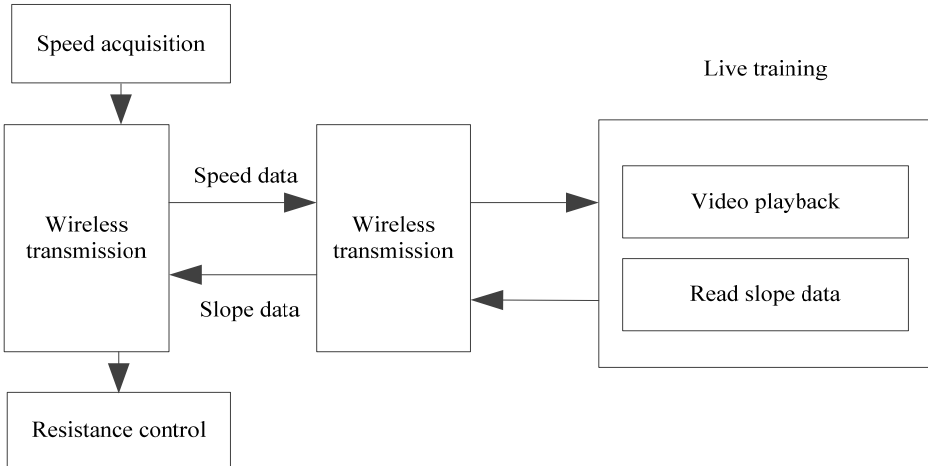 Speed acquisition
Live training
Speed data
Wireless
transmission
Wireless
transmission
Slope data
Video playback
Read slope data
Resistance control